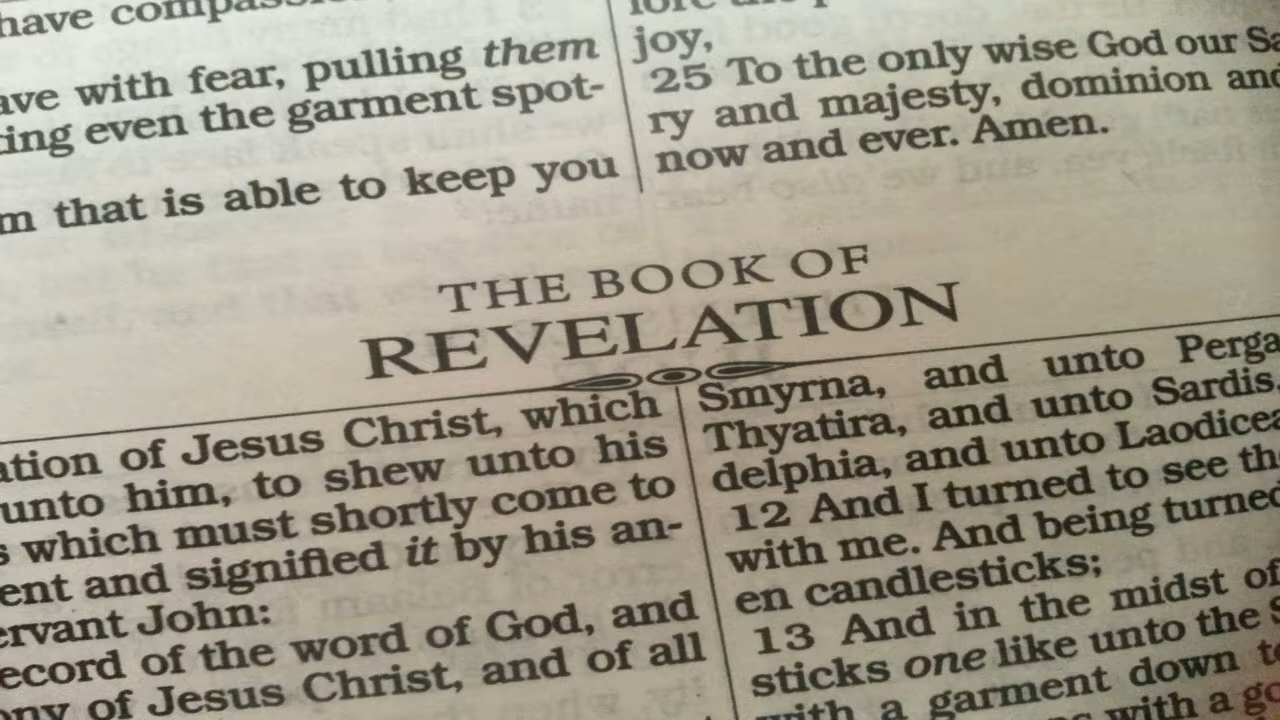 have
ave with fear, pulling them
ting even the garment spot-
m that is able to keep you
joy,
25 To the only wise God our Sa
ry and majesty, dominion and
now and ever. Amen.
THE BOOK OF
REVELATION
ation of Jesus Christ, which
unto him, to shew unto his
s which must shortly come to
ent and signified it by his an-
ervant John:
ecord of the word of God, and
ony of Jesus Christ, and of all
Smyrna, and unto Perga
Thyatira, and unto Sardis,
delphia, and unto Laodicea
12 And I turned to see the
with me. And being turned
en candlesticks;
13 And in the midst of
sticks one like unto the S
with a garment down to
with a go